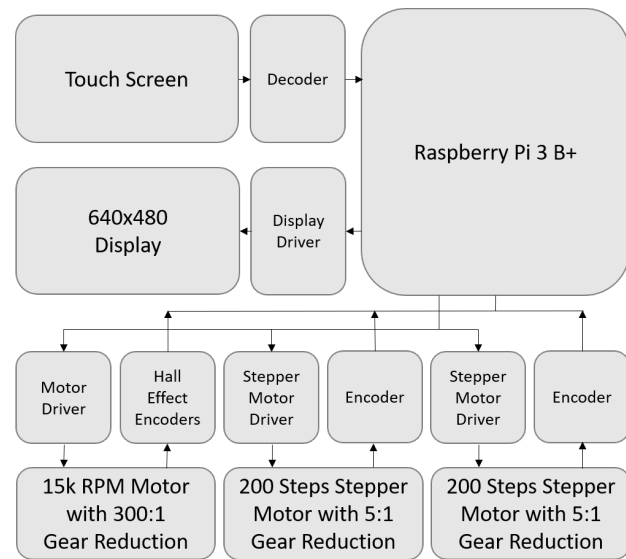 Touch Screen
Decoder
Raspberry Pi 3 B+
640x480
Display
Display
Driver
Motor
Driver
Hall
Effect
Encoders
Stepper
Motor
Driver
Encoder
Stepper
Motor
Driver
Encoder
15k RPM Motor
with 300:1
Gear Reduction
200 Steps Stepper
Motor with 5:1
Gear Reduction
200 Steps Stepper
Motor with 5:1
Gear Reduction